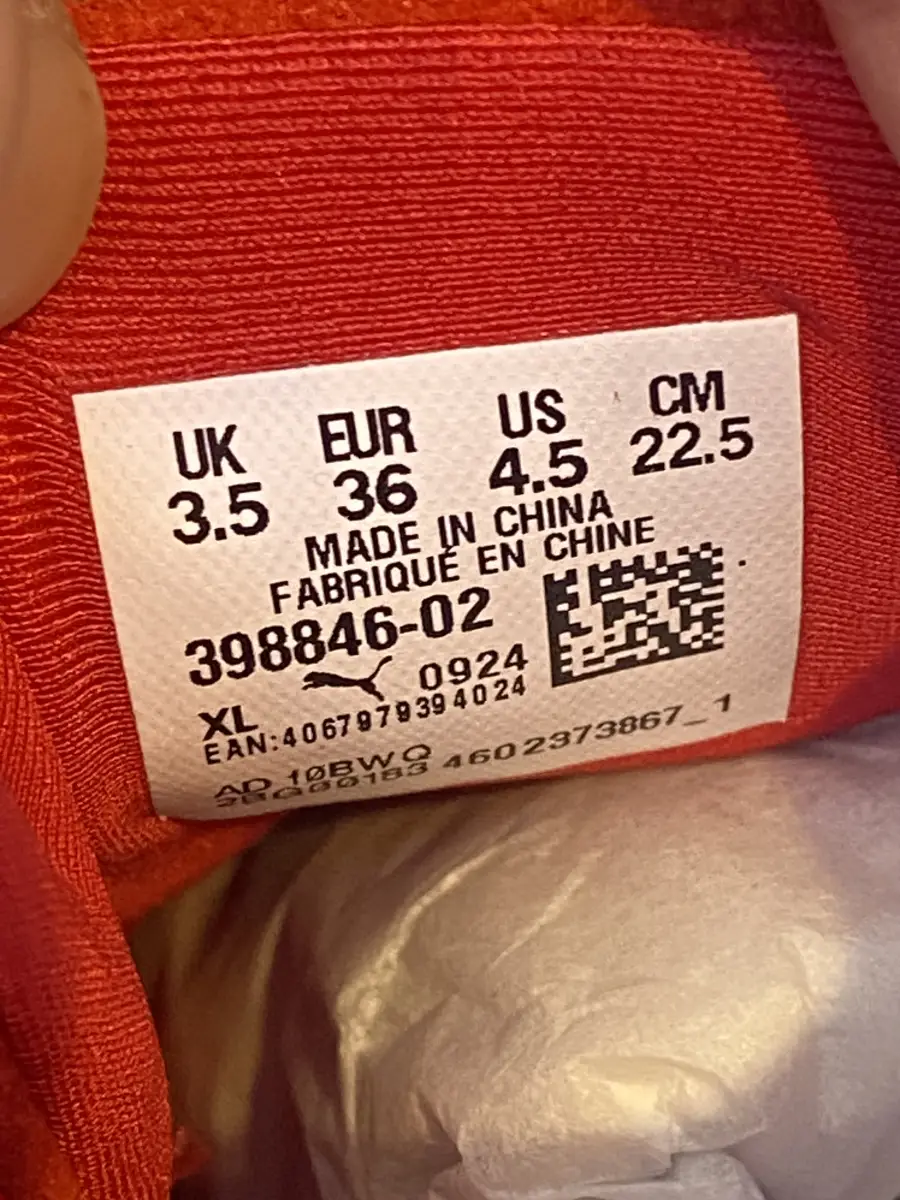 UK EUR US CM
3.5 36 4.5 22.5
MADE IN CHINA
FABRIQUÉ EN CHINE
398846-02
XL 0924
EAN:4067979394024
AD 10BWQ
4602373867_1